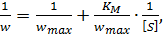 1/w = 1/w_max + K_M/w_max · 1/[S],